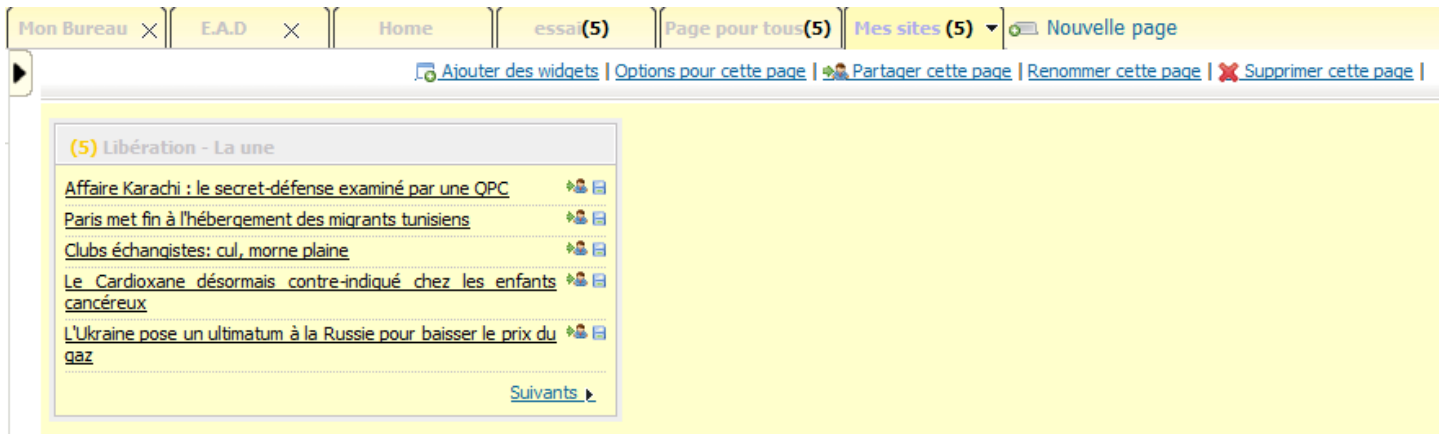 Mon Bureau E.A.D Home essai(5) Page pour tous(5) Mes sites (5) Nouvelle page
Ajouter des widgets | Options pour cette page | Partager cette page | Renommer cette page | Supprimer cette page |
(5) Libération - La une
Affaire Karachi : le secret-défense examiné par une QPC
Paris met fin à l'hébergement des migrants tunisiens
Clubs échangistes: cul, morne plaine
Le Cardioxane désormais contre-indiqué chez les enfants
cancéreux
L'Ukraine pose un ultimatum à la Russie pour baisser le prix du
gaz
Suivants